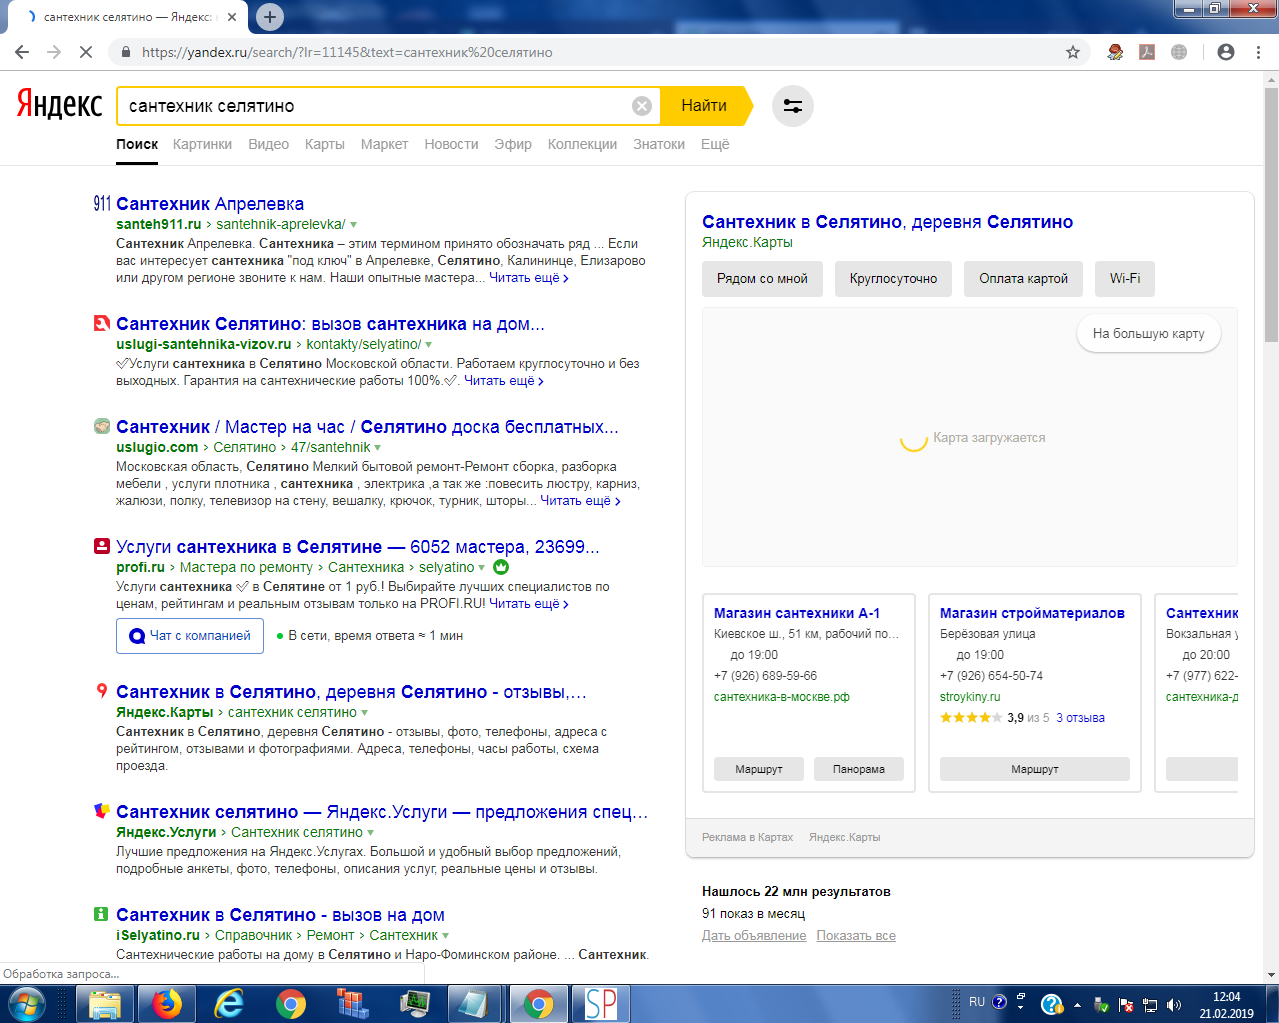 сантехник селятино — Яндекс:
https://yandex.ru/search/?lr=11145&text=сантехник%20селятино
Яндекс
сантехник селятино
Найти
Поиск Картинки Видео Карты Маркет Новости Эфир Коллекции Знатоки Ещё
911 Сантехник Апрелевка
santeh911.ru › santehnik-aprelevka/
Сантехник Апрелевка. Сантехника – этим термином принято обозначать ряд ... Если
вас интересует сантехника "под ключ" в Апрелевке, Селятино, Калининце, Елизарово
или другом регионе звоните к нам. Наши опытные мастера... Читать ещё ›
Сантехник Селятино: вызов сантехника на дом...
uslugi-santehnika-vizov.ru › kontakty/selyatino/
✅Услуги сантехника в Селятино Московской области. Работаем круглосуточно и без
выходных. Гарантия на сантехнические работы 100%.✅. Читать ещё ›
Сантехник / Мастер на час / Селятино доска бесплатных...
uslugio.com › Селятино › 47/santehnik
Московская область, Селятино Мелкий бытовой ремонт-Ремонт сборка, разборка
мебели , услуги плотника , сантехника , электрика ,а так же :повесить люстру, карниз,
жалюзи, полку, телевизор на стену, вешалку, крючок, турник, шторы... Читать ещё ›
Услуги сантехника в Селятине — 6052 мастера, 23699...
profi.ru › Мастера по ремонту › Сантехника › selyatino
Услуги сантехника ✅ в Селятине от 1 руб.! Выбирайте лучших специалистов по
ценам, рейтингам и реальным отзывам только на PROFI.RU! Читать ещё ›
Чат с компанией
В сети, время ответа ≈ 1 мин
Сантехник в Селятино, деревня Селятино - отзывы,...
Яндекс.Карты › сантехник селятино
Сантехник в Селятино, деревня Селятино - отзывы, фото, телефоны, адреса с
рейтингом, отзывами и фотографиями. Адреса, телефоны, часы работы, схема
проезда.
Сантехник селятино — Яндекс.Услуги — предложения спец...
Яндекс.Услуги › Сантехник селятино
Лучшие предложения на Яндекс.Услугах. Большой и удобный выбор предложений,
подробные анкеты, фото, телефоны, описания услуг, реальные цены и отзывы.
Сантехник в Селятино - вызов на дом
iSelyatino.ru › Справочник › Ремонт › Сантехник
Сантехнические работы на дому в Селятино и Наро-Фоминском районе. ... Сантехник.
Сантехник в Селятино, деревня Селятино
Яндекс.Карты
Рядом со мной Круглосуточно Оплата картой Wi-Fi
На большую карту
Карта загружается
Магазин сантехники А-1
Киевское ш., 51 км, рабочий по...
до 19:00
+7 (926) 689-59-66
сантехника-в-москве.рф
Маршрут Панорама
Магазин стройматериалов
Берёзовая улица
до 19:00
+7 (926) 654-50-74
stroykiny.ru
3,9 из 5 3 отзыва
Маршрут
Сантехник
Вокзальная у
до 20:00
+7 (977) 622-
сантехника-д
Реклама в Картах Яндекс.Карты
Нашлось 22 млн результатов
91 показ в месяц
Дать объявление Показать все
Обработка запроса...
SP
RU
12:04
21.02.2019